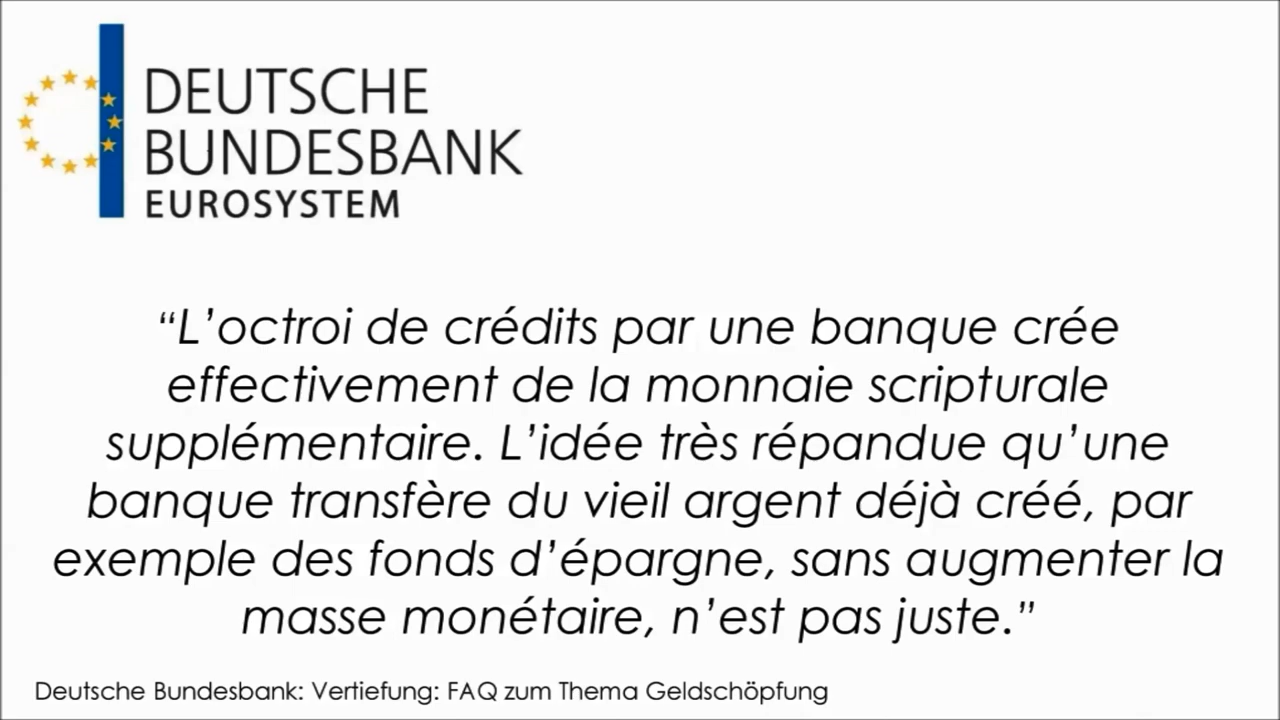 DEUTSCHE
BUNDESBANK
EUROSYSTEM
“L’octroi de crédits par une banque crée
effectivement de la monnaie scripturale
supplémentaire. L’idée très répandue qu’une
banque transfère du vieil argent déjà créé, par
exemple des fonds d’épargne, sans augmenter la
masse monétaire, n’est pas juste.”
Deutsche Bundesbank: Vertiefung: FAQ zum Thema Geldschöpfung